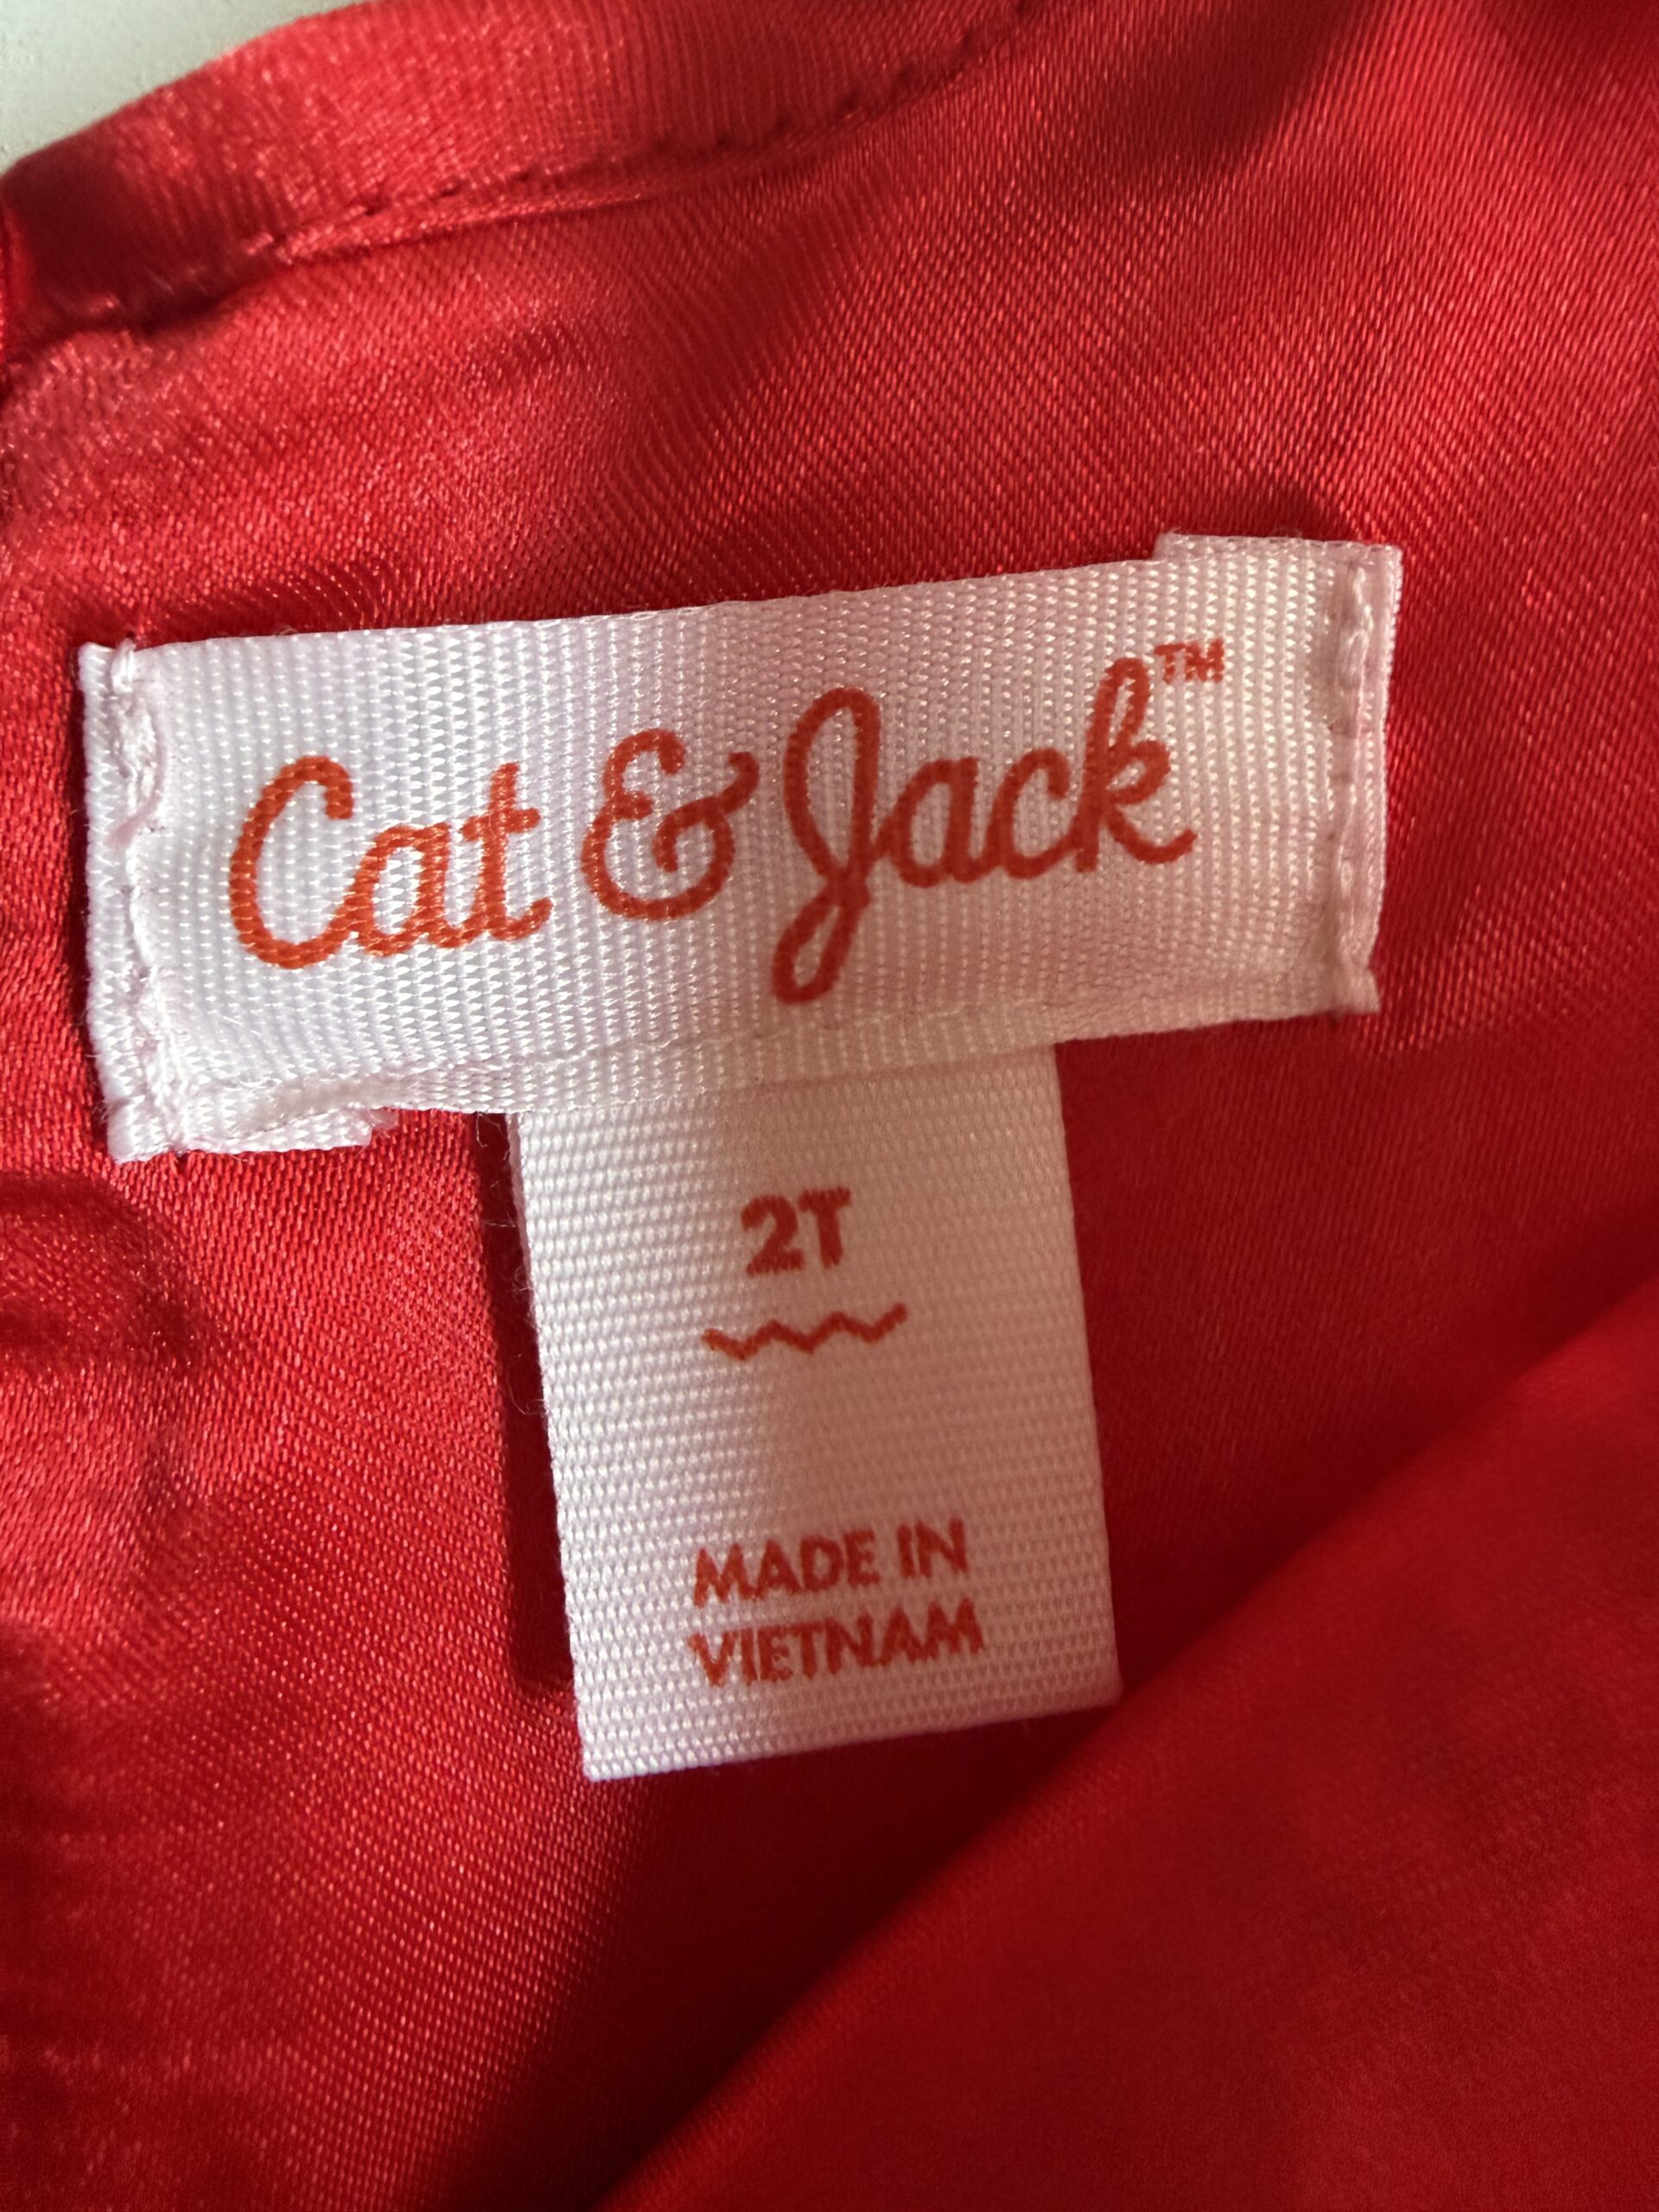 Cat & Jack™
2T
MADE IN
VIETNAM